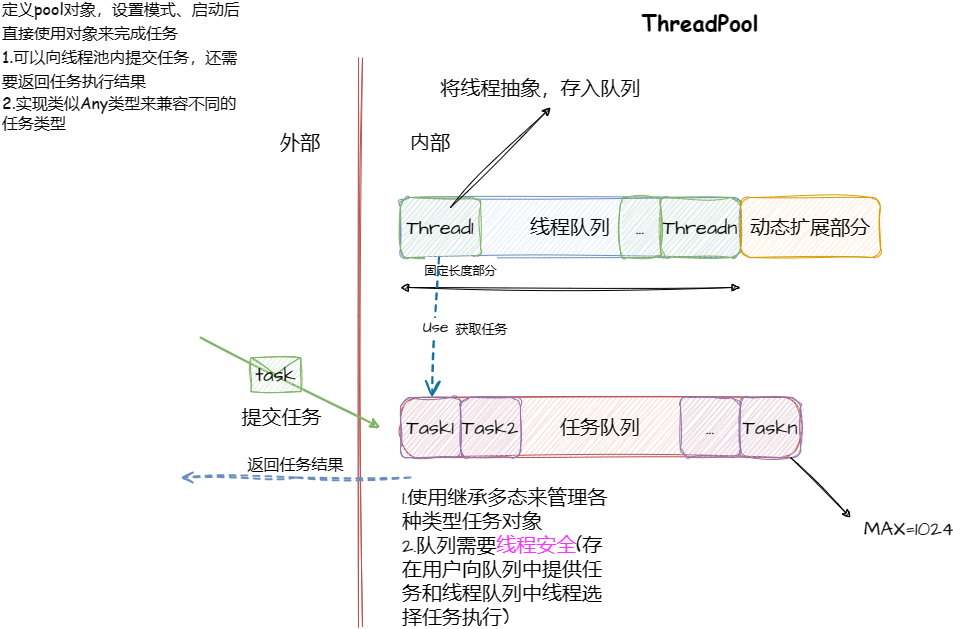 定义pool对象，设置模式、启动后
直接使用对象来完成任务
1.可以向线程池内提交任务，还需
要返回任务执行结果
2.实现类似Any类型来兼容不同的
任务类型
ThreadPool
将线程抽象，存入队列
外部
内部
Thread1
线程队列
...
Threadn
动态扩展部分
固定长度部分
Use 获取任务
task
提交任务
Task1
Task2
任务队列
...
Taskn
返回任务结果
1.使用继承多态来管理各
种类型任务对象
2.队列需要线程安全(存
在用户向队列中提供任
务和线程队列中线程选
择任务执行)
MAX=1024